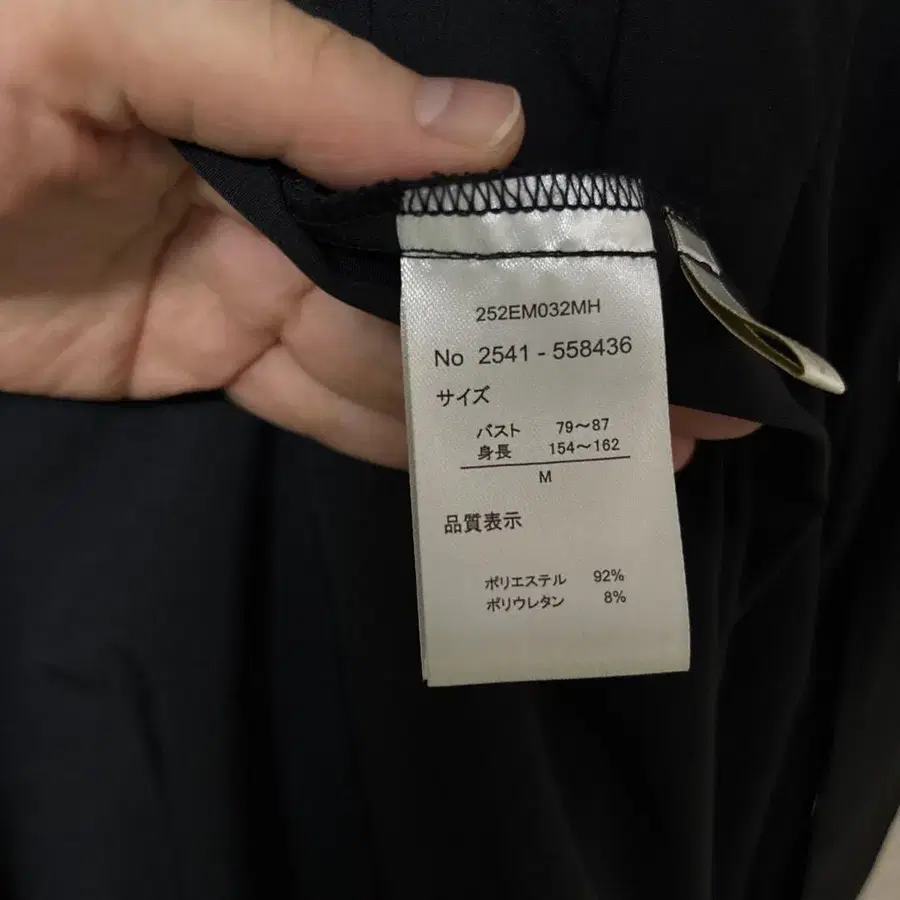 252EM032MH
No 2541 - 558436
サイズ
バスト 79～87
身長 154～162
M
品質表示
ポリエステル 92%
ポリウレタン 8%